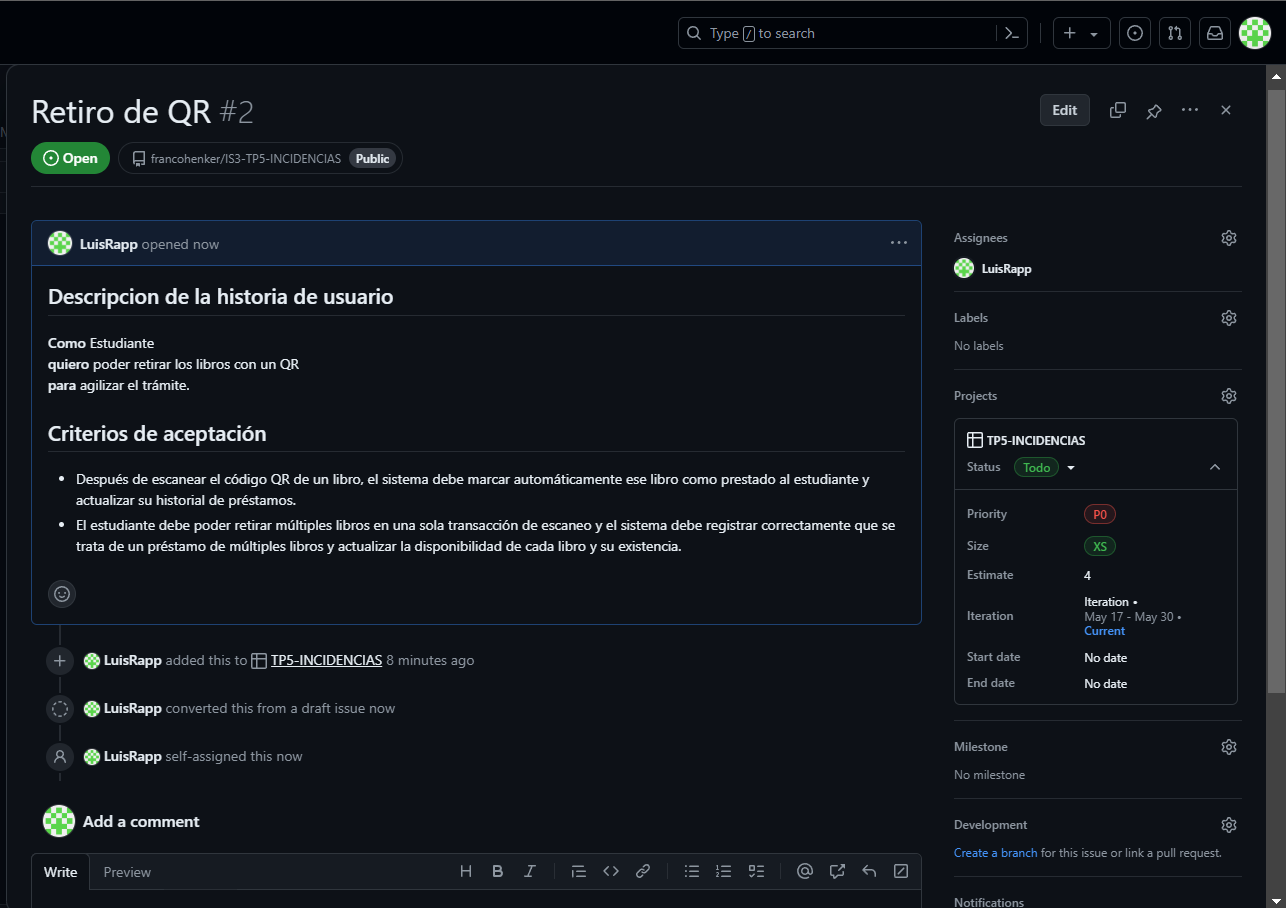 Type / to search
Retiro de QR #2
Edit
Open
francohenker/IS3-TP5-INCIDENCIAS Public
LuisRapp opened now
Descripcion de la historia de usuario
Como Estudiante
quiero poder retirar los libros con un QR
para agilizar el trámite.
Criterios de aceptación
Después de escanear el código QR de un libro, el sistema debe marcar automáticamente ese libro como prestado al estudiante y
actualizar su historial de préstamos.
El estudiante debe poder retirar múltiples libros en una sola transacción de escaneo y el sistema debe registrar correctamente que se
trata de un préstamo de múltiples libros y actualizar la disponibilidad de cada libro y su existencia.
LuisRapp added this to TP5-INCIDENCIAS 8 minutes ago
LuisRapp converted this from a draft issue now
LuisRapp self-assigned this now
Add a comment
Write Preview
Assignees
LuisRapp
Labels
No labels
Projects
TP5-INCIDENCIAS
Status Todo
Priority P0
Size XS
Estimate 4
Iteration Iteration •
May 17 - May 30 •
Current
Start date No date
End date No date
Milestone
No milestone
Development
Create a branch for this issue or link a pull request.
Notifications